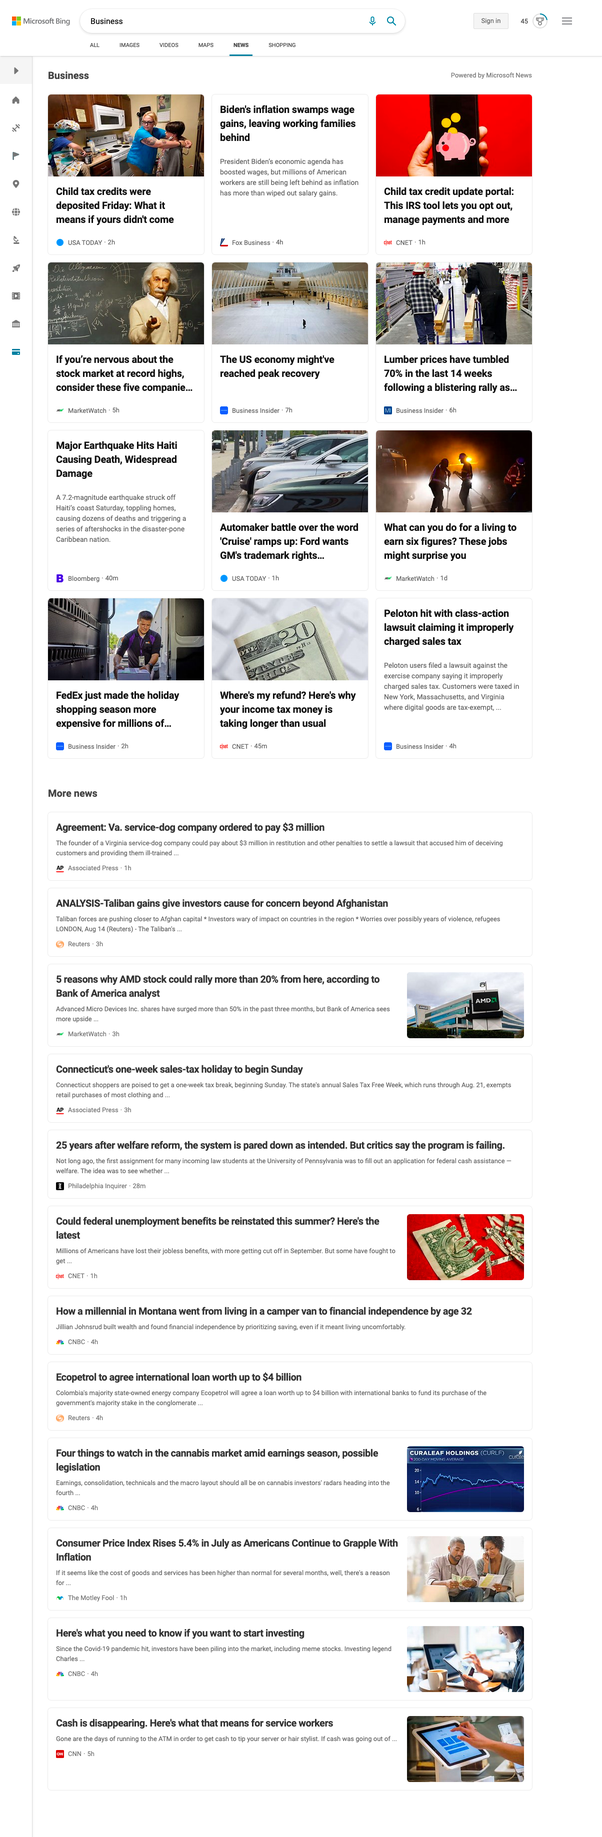 Microsoft Bing
Business
Sign in
45
ALL
IMAGES
VIDEOS
MAPS
NEWS
SHOPPING
Business
Powered by Microsoft News
Child tax credits were
deposited Friday: What it
means if yours didn't come
USA TODAY · 2h
Biden's inflation swamps wage
gains, leaving working families
behind
President Biden's economic agenda has
boosted wages, but millions of American
workers are still being left behind as inflation
has more than wiped out salary gains.
Fox Business · 4h
Child tax credit update portal:
This IRS tool lets you opt out,
manage payments and more
CNET · 1h
If you're nervous about the
stock market at record highs,
consider these five companie...
MarketWatch · 5h
The US economy might've
reached peak recovery
Business Insider · 7h
Lumber prices have tumbled
70% in the last 14 weeks
following a blistering rally as...
Business Insider · 6h
Major Earthquake Hits Haiti
Causing Death, Widespread
Damage
A 7.2-magnitude earthquake struck off
Haiti's coast Saturday, toppling homes,
causing dozens of deaths and triggering a
series of aftershocks in the disaster-pone
Caribbean nation.
Bloomberg · 40m
Automaker battle over the word
'Cruise' ramps up: Ford wants
GM's trademark rights...
USA TODAY · 1h
What can you do for a living to
earn six figures? These jobs
might surprise you
MarketWatch · 1d
FedEx just made the holiday
shopping season more
expensive for millions of...
Business Insider · 2h
20
Where's my refund? Here's why
your income tax money is
taking longer than usual
CNET · 45m
Peloton hit with class-action
lawsuit claiming it improperly
charged sales tax
Peloton users filed a lawsuit against the
exercise company saying it improperly
charged sales tax. Customers were taxed in
New York, Massachusetts, and Virginia
where digital goods are tax-exempt, ...
Business Insider · 4h
More news
Agreement: Va. service-dog company ordered to pay $3 million
The founder of a Virginia service-dog company could pay about $3 million in restitution and other penalties to settle a lawsuit that accused him of deceiving
customers and providing them ill-trained ...
AP Associated Press · 1h
ANALYSIS-Taliban gains give investors cause for concern beyond Afghanistan
Taliban forces are pushing closer to Afghan capital * Investors wary of impact on countries in the region * Worries over possibly years of violence, refugees
LONDON, Aug 14 (Reuters) - The Taliban's ...
Reuters · 3h
5 reasons why AMD stock could rally more than 20% from here, according to
Bank of America analyst
Advanced Micro Devices Inc. shares have surged more than 50% in the past three months, but Bank of America sees
more upside ...
MarketWatch · 3h
AMD
Connecticut's one-week sales-tax holiday to begin Sunday
Connecticut shoppers are poised to get a one-week tax break, beginning Sunday. The state's annual Sales Tax Free Week, which runs through Aug. 21, exempts
retail purchases of most clothing and ...
AP Associated Press · 3h
25 years after welfare reform, the system is pared down as intended. But critics say the program is failing.
Not long ago, the first assignment for many incoming law students at the University of Pennsylvania was to fill out an application for federal cash assistance —
welfare. The idea was to see whether ...
Philadelphia Inquirer · 28m
Could federal unemployment benefits be reinstated this summer? Here's the
latest
Millions of Americans have lost their jobless benefits, with more getting cut off in September. But some have fought to
get ...
CNET · 1h
How a millennial in Montana went from living in a camper van to financial independence by age 32
Jillian Johnsrud built wealth and found financial independence by prioritizing saving, even if it meant living uncomfortably.
CNBC · 4h
Ecopetrol to agree international loan worth up to $4 billion
Colombia's majority state-owned energy company Ecopetrol will agree a loan worth up to $4 billion with international banks to fund its purchase of the
government's majority stake in the conglomerate ...
Reuters · 4h
Four things to watch in the cannabis market amid earnings season, possible
legislation
Earnings, consolidation, technicals and the macro layout should all be on cannabis investors' radars heading into the
fourth ...
CNBC · 4h
CURALEAF HOLDINGS (CURLF)
Consumer Price Index Rises 5.4% in July as Americans Continue to Grapple With
Inflation
If it seems like the cost of goods and services has been higher than normal for several months, well, there's a reason
for ...
The Motley Fool · 1h
Here's what you need to know if you want to start investing
Since the Covid-19 pandemic hit, investors have been piling into the market, including meme stocks. Investing legend
Charles ...
CNBC · 4h
Cash is disappearing. Here's what that means for service workers
Gone are the days of running to the ATM in order to get cash to tip your server or hair stylist. If cash was going out of ...
CNN · 5h